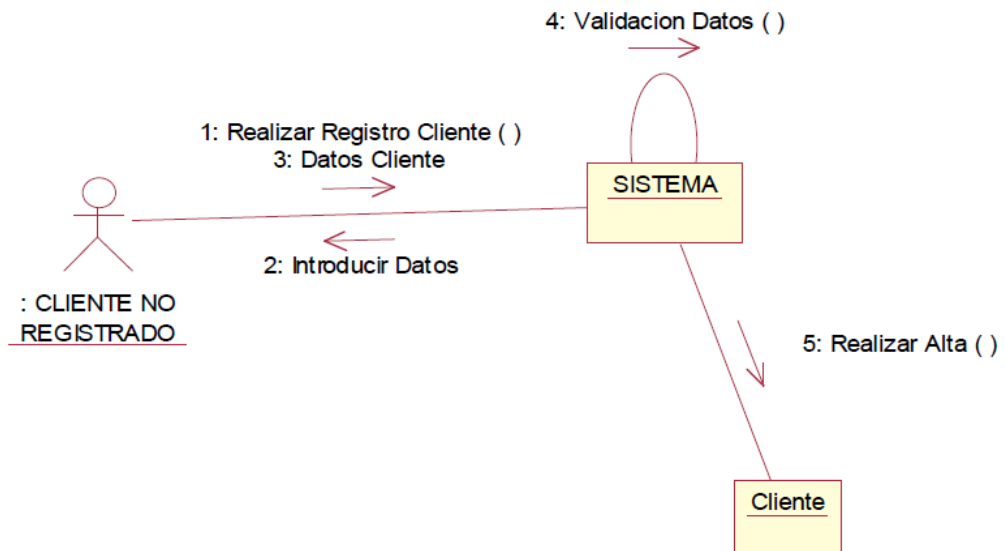 4: Validacion Datos ( )
1: Realizar Registro Cliente ( )
3: Datos Cliente
SISTEMA
2: Introducir Datos
: CLIENTE NO
REGISTRADO
5: Realizar Alta ( )
Cliente